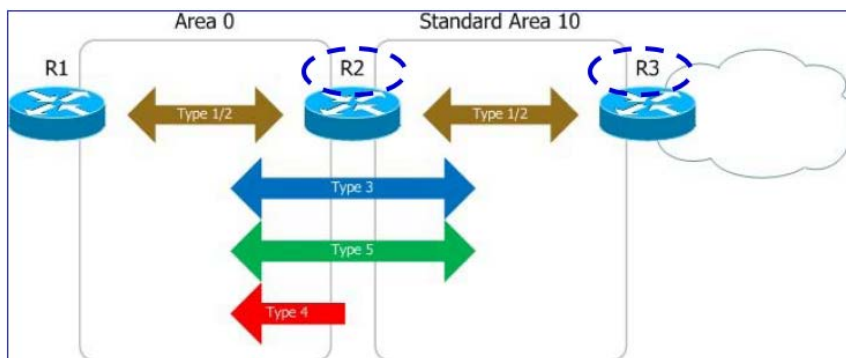 Area 0
Standard Area 10
R1
R2
R3
Type 1/2
Type 1/2
Type 3
Type 5
Type 4